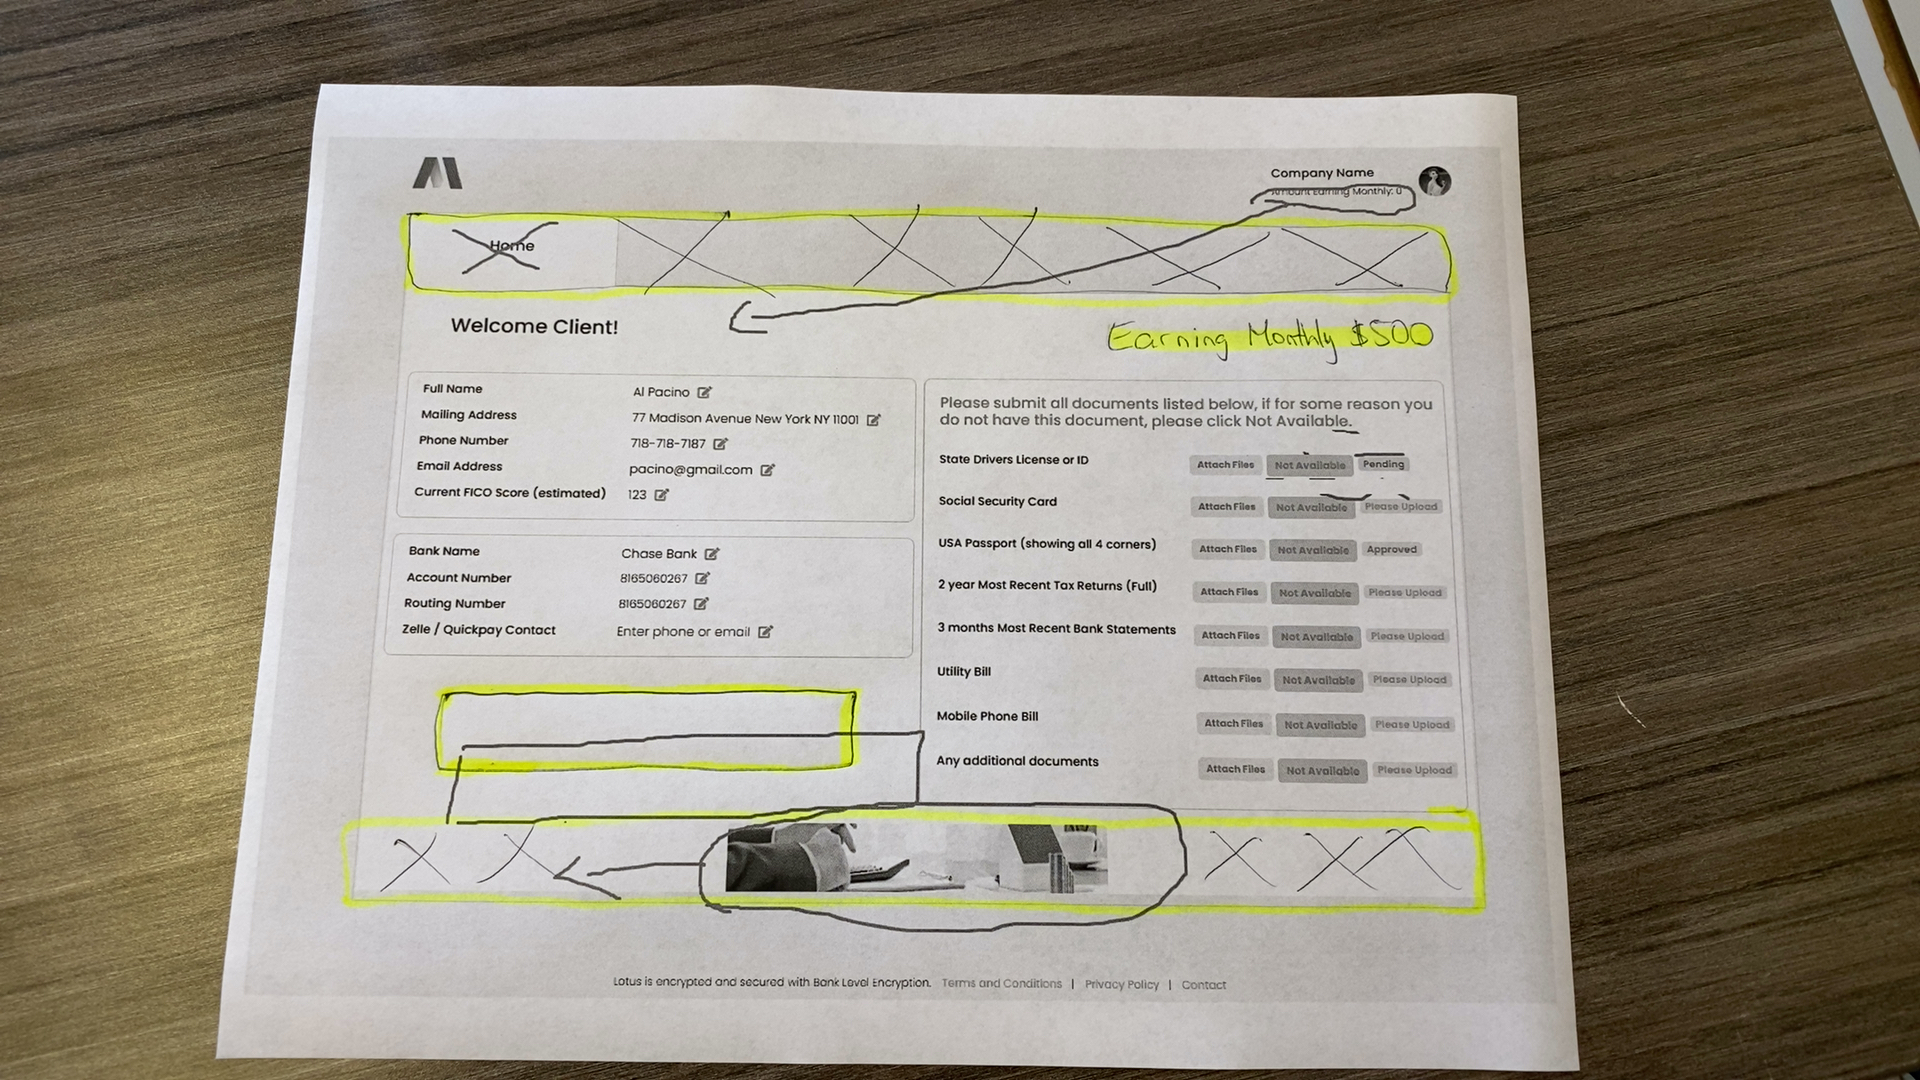 Company Name
Amount Earning Monthly: 0
Home
Welcome Client!
Earning Monthly $500
Full Name Al Pacino
Mailing Address 77 Madison Avenue New York NY 11001
Phone Number 718-718-7187
Email Address pacino@gmail.com
Current FICO Score (estimated) 123
Bank Name Chase Bank
Account Number 8165060267
Routing Number 8165060267
Zelle / Quickpay Contact Enter phone or email
Please submit all documents listed below, if for some reason you
do not have this document, please click Not Available.
State Drivers License or ID Attach Files Not Available Pending
Social Security Card Attach Files Not Available Please Upload
USA Passport (showing all 4 corners) Attach Files Not Available Approved
2 year Most Recent Tax Returns (Full) Attach Files Not Available Please Upload
3 months Most Recent Bank Statements Attach Files Not Available Please Upload
Utility Bill Attach Files Not Available Please Upload
Mobile Phone Bill Attach Files Not Available Please Upload
Any additional documents Attach Files Not Available Please Upload
Lotus is encrypted and secured with Bank Level Encryption. Terms and Conditions | Privacy Policy | Contact